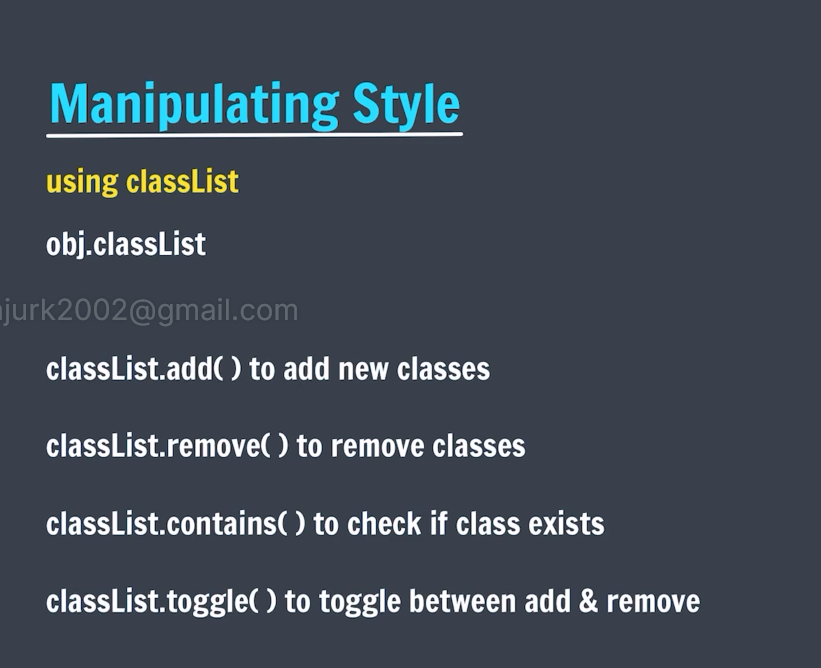 Manipulating Style
using classList
obj.classList
jurk2002@gmail.com
classList.add( ) to add new classes
classList.remove( ) to remove classes
classList.contains( ) to check if class exists
classList.toggle( ) to toggle between add & remove